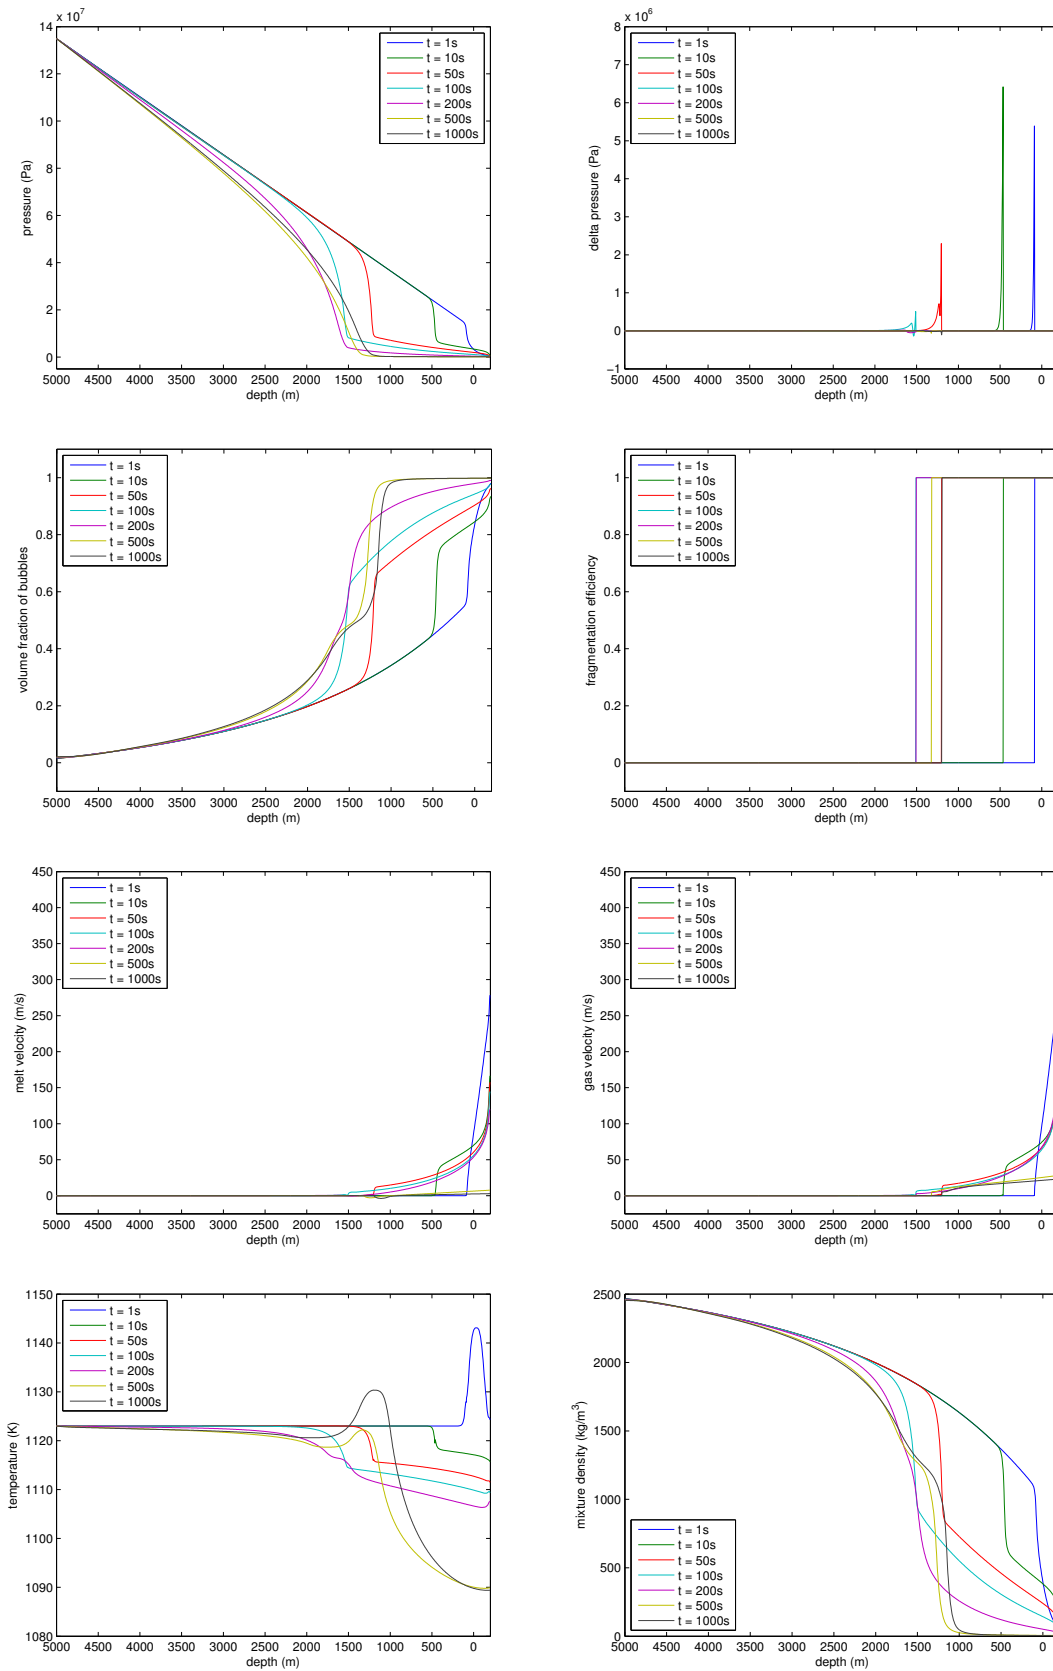 x 10⁷
14
12
10
8
6
4
2
0
pressure (Pa)
t = 1s
t = 10s
t = 50s
t = 100s
t = 200s
t = 500s
t = 1000s
5000 4500 4000 3500 3000 2500 2000 1500 1000 500 0
depth (m)
x 10⁶
8
7
6
5
4
3
2
1
0
−1
delta pressure (Pa)
t = 1s
t = 10s
t = 50s
t = 100s
t = 200s
t = 500s
t = 1000s
5000 4500 4000 3500 3000 2500 2000 1500 1000 500 0
depth (m)
1
0.8
0.6
0.4
0.2
0
volume fraction of bubbles
t = 1s
t = 10s
t = 50s
t = 100s
t = 200s
t = 500s
t = 1000s
5000 4500 4000 3500 3000 2500 2000 1500 1000 500 0
depth (m)
1
0.8
0.6
0.4
0.2
0
fragmentation efficiency
t = 1s
t = 10s
t = 50s
t = 100s
t = 200s
t = 500s
t = 1000s
5000 4500 4000 3500 3000 2500 2000 1500 1000 500 0
depth (m)
450
400
350
300
250
200
150
100
50
0
melt velocity (m/s)
t = 1s
t = 10s
t = 50s
t = 100s
t = 200s
t = 500s
t = 1000s
5000 4500 4000 3500 3000 2500 2000 1500 1000 500 0
depth (m)
450
400
350
300
250
200
150
100
50
0
gas velocity (m/s)
t = 1s
t = 10s
t = 50s
t = 100s
t = 200s
t = 500s
t = 1000s
5000 4500 4000 3500 3000 2500 2000 1500 1000 500 0
depth (m)
1150
1140
1130
1120
1110
1100
1090
1080
temperature (K)
t = 1s
t = 10s
t = 50s
t = 100s
t = 200s
t = 500s
t = 1000s
5000 4500 4000 3500 3000 2500 2000 1500 1000 500 0
depth (m)
2500
2000
1500
1000
500
0
mixture density (kg/m³)
t = 1s
t = 10s
t = 50s
t = 100s
t = 200s
t = 500s
t = 1000s
5000 4500 4000 3500 3000 2500 2000 1500 1000 500 0
depth (m)